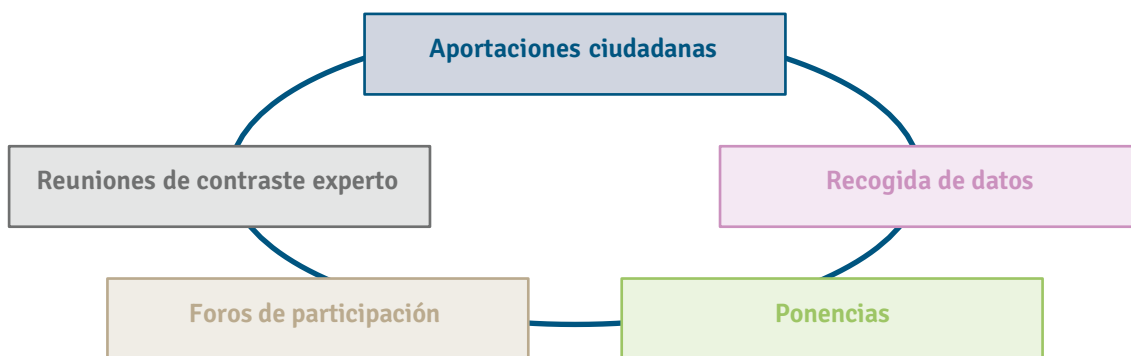 Aportaciones ciudadanas
Reuniones de contraste experto
Recogida de datos
Foros de participación
Ponencias